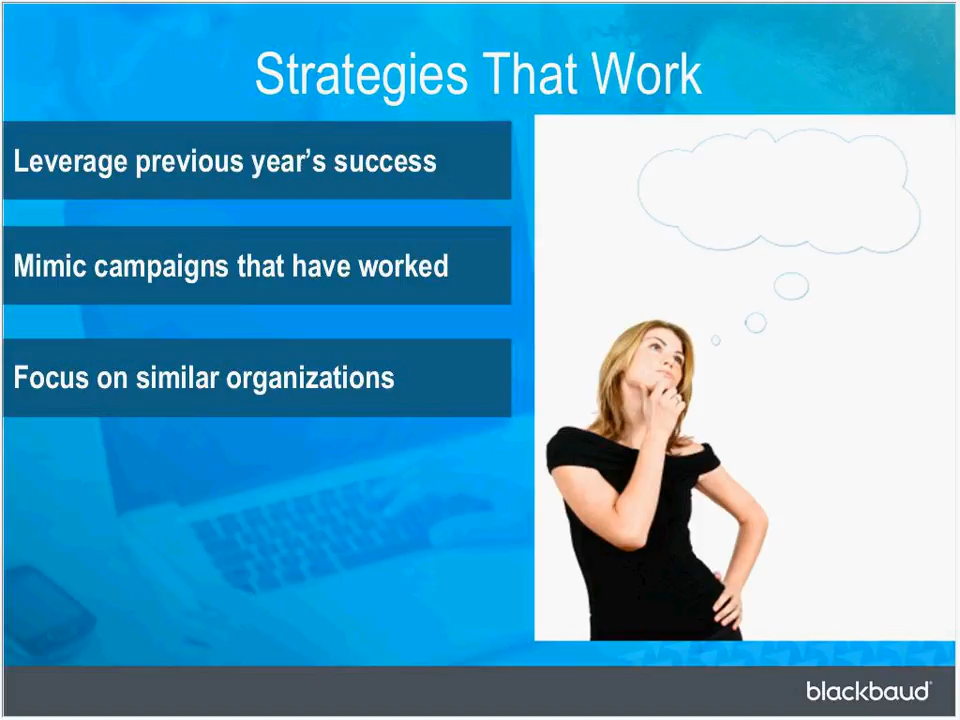 Strategies That Work
Leverage previous year's success
Mimic campaigns that have worked
Focus on similar organizations
blackbaud®